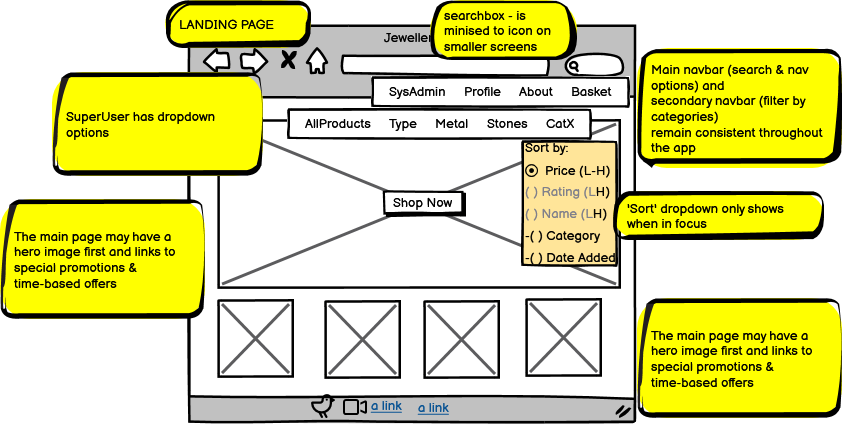 LANDING PAGE
searchbox - is
minised to icon on
smaller screens
Jeweller
SysAdmin Profile About Basket
Main navbar (search & nav
options) and
secondary navbar (filter by
categories)
remain consistent throughout
the app
SuperUser has dropdown
options
AllProducts Type Metal Stones CatX
Sort by:
Price (L-H)
( ) Rating (LH)
( ) Name (LH)
-( ) Category
-( ) Date Added
Shop Now
'Sort' dropdown only shows
when in focus
The main page may have a
hero image first and links to
special promotions &
time-based offers
The main page may have a
hero image first and links to
special promotions &
time-based offers
a link a link